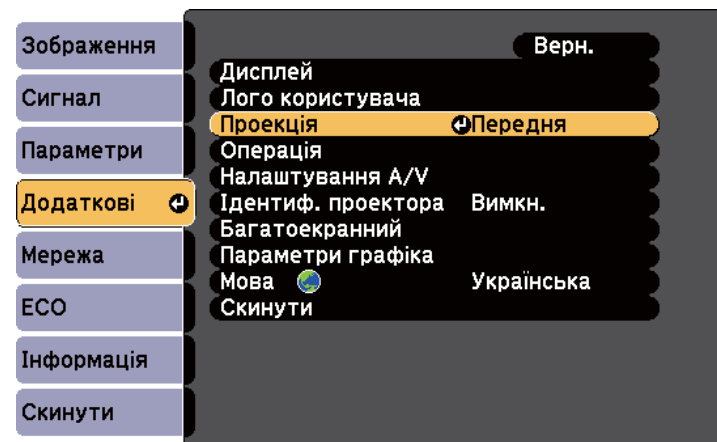 Зображення
Сигнал
Параметри
Додаткові
Мережа
ECO
Інформація
Скинути
Верн.
Дисплей
Лого користувача
Проекція Передня
Операція
Налаштування A/V
Ідентиф. проектора Вимкн.
Багатоекранний
Параметри графіка
Мова Українська
Скинути